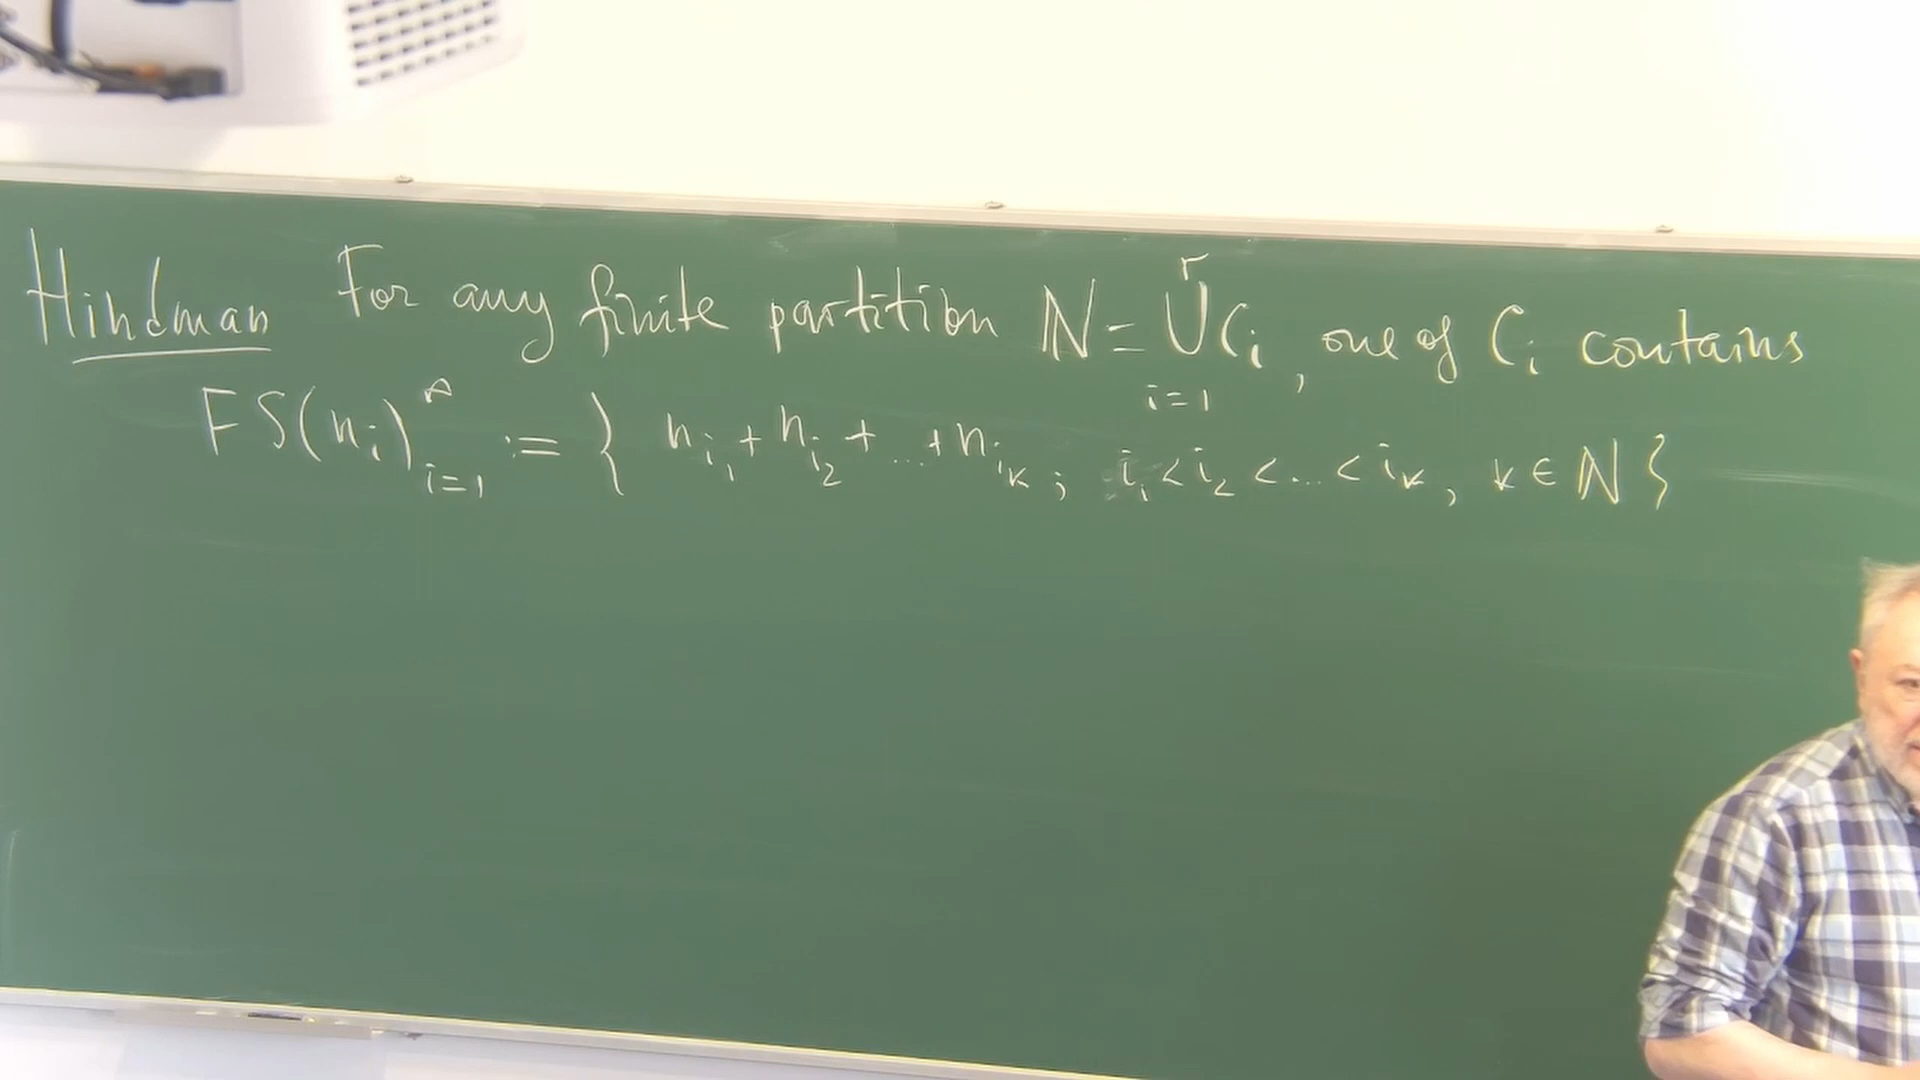 Hindman For any finite partition ℕ = ⋃_{i=1}^{r} C_i, one of C_i contains
FS(n_i)_{i=1}^{∞} := { n_{i_1} + n_{i_2} + ... + n_{i_k} ; i_1 < i_2 < ... < i_k, k ∈ ℕ }